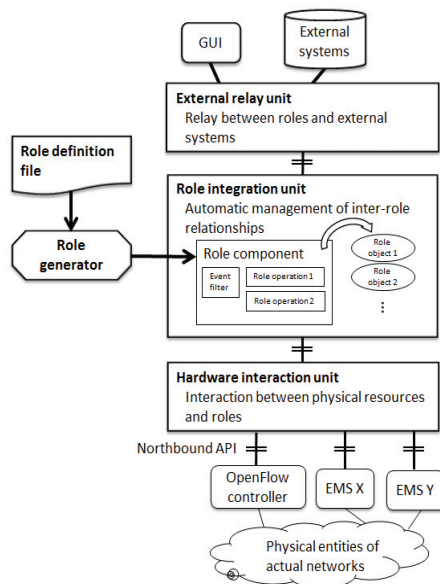 GUI
External
systems
External relay unit
Relay between roles and external
systems
Role definition
file
Role
generator
Role integration unit
Automatic management of inter-role
relationships
Role component
Event
filter
Role operation 1
Role operation 2
Role
object 1
Role
object 2
⋮
Hardware interaction unit
Interaction between physical resources
and roles
Northbound API
OpenFlow
controller
EMS X
EMS Y
Physical entities of
actual networks